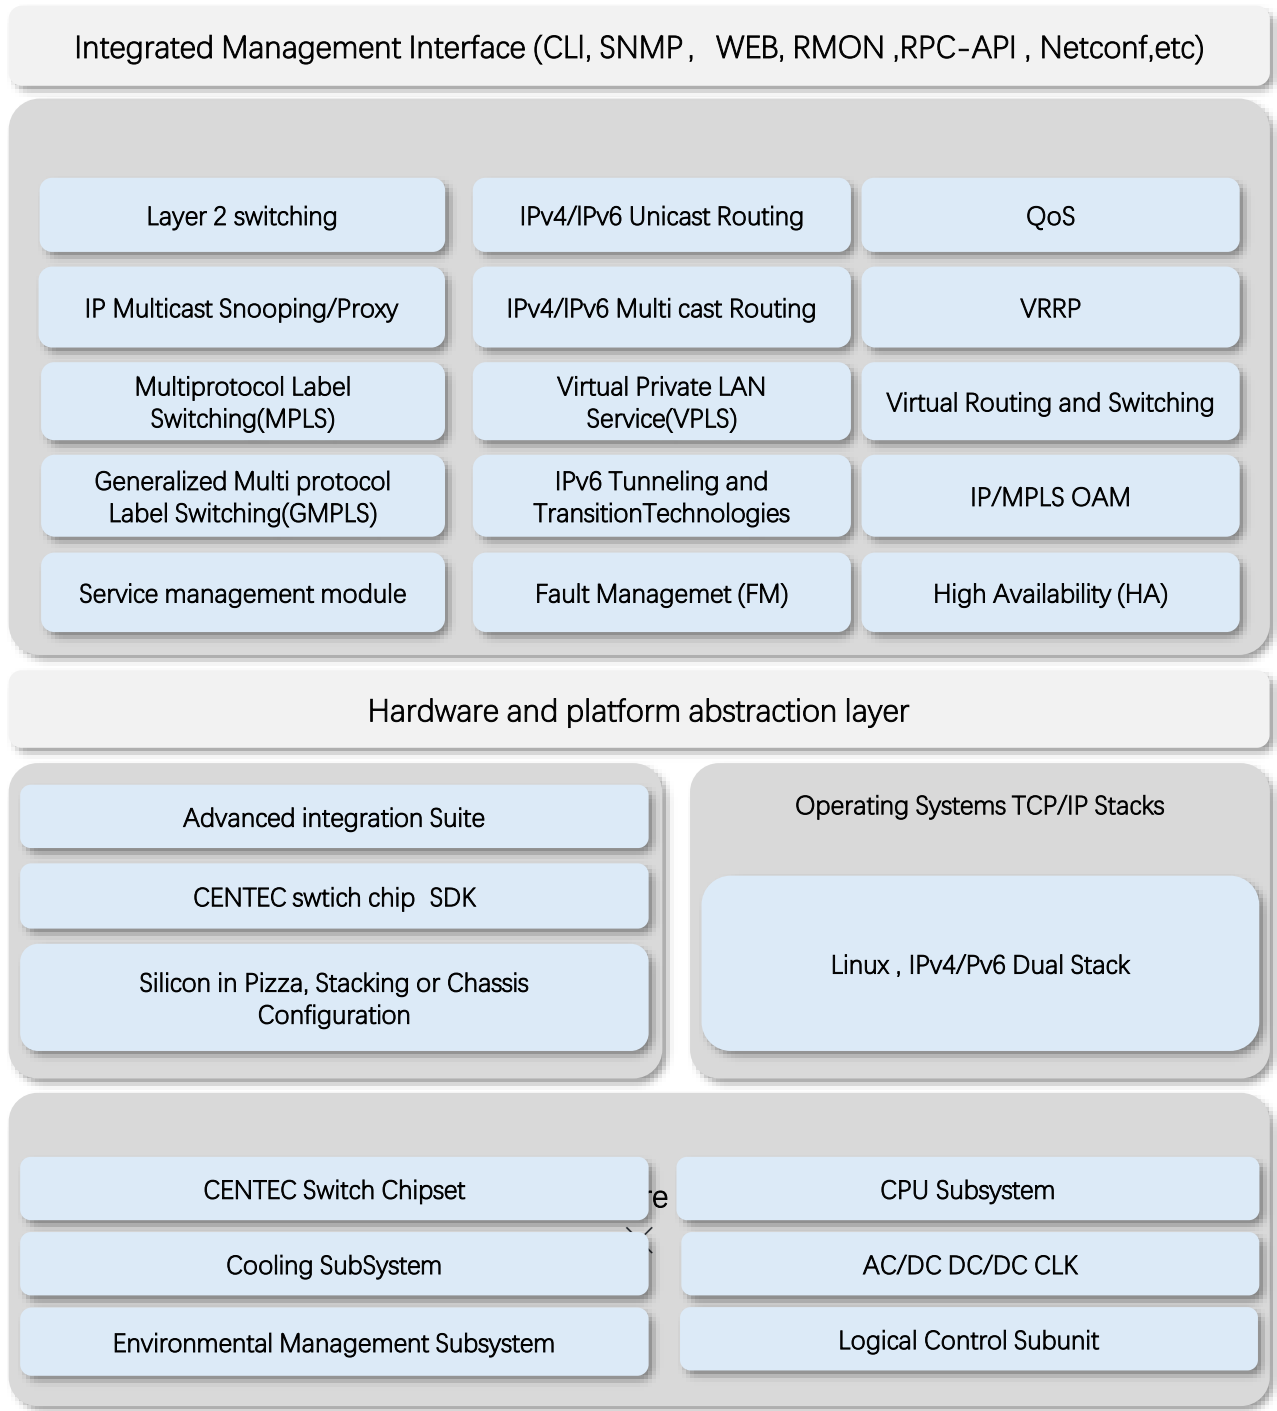 Integrated Management Interface (CLI, SNMP, WEB, RMON ,RPC-API , Netconf,etc)
Layer 2 switching
IPv4/IPv6 Unicast Routing
QoS
IP Multicast Snooping/Proxy
IPv4/IPv6 Multi cast Routing
VRRP
Multiprotocol Label
Switching(MPLS)
Virtual Private LAN
Service(VPLS)
Virtual Routing and Switching
Generalized Multi protocol
Label Switching(GMPLS)
IPv6 Tunneling and
TransitionTechnologies
IP/MPLS OAM
Service management module
Fault Managemet (FM)
High Availability (HA)
Hardware and platform abstraction layer
Advanced integration Suite
CENTEC swtich chip SDK
Silicon in Pizza, Stacking or Chassis
Configuration
Operating Systems TCP/IP Stacks
Linux , IPv4/Pv6 Dual Stack
CENTEC Switch Chipset
CPU Subsystem
Cooling SubSystem
AC/DC DC/DC CLK
Environmental Management Subsystem
Logical Control Subunit